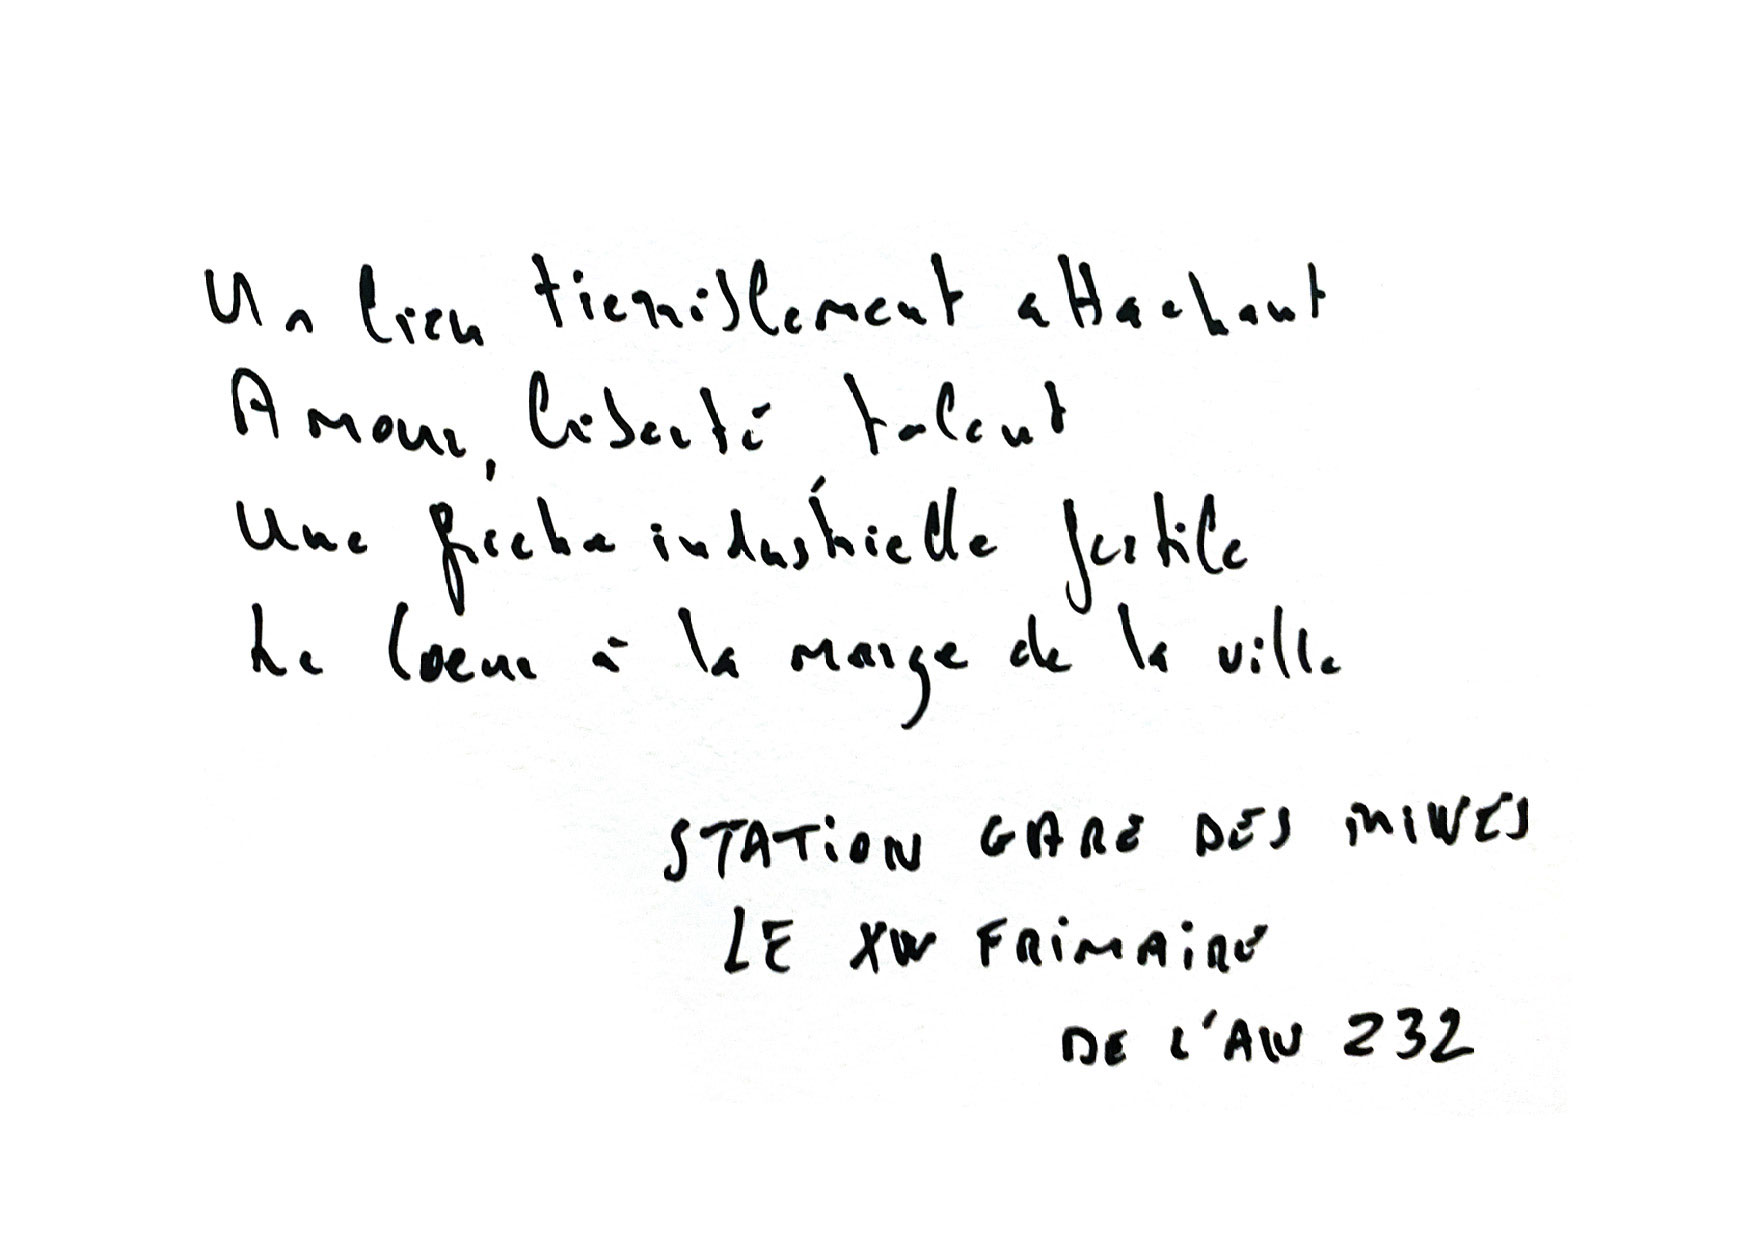 Un lieu terriblement attachant
Amour, liberté talent
Une friche industrielle fertile
Le Coeur à la marge de la ville
STATION GARE DES MINES
LE XIV FRIMAIRE
DE L'AN 232